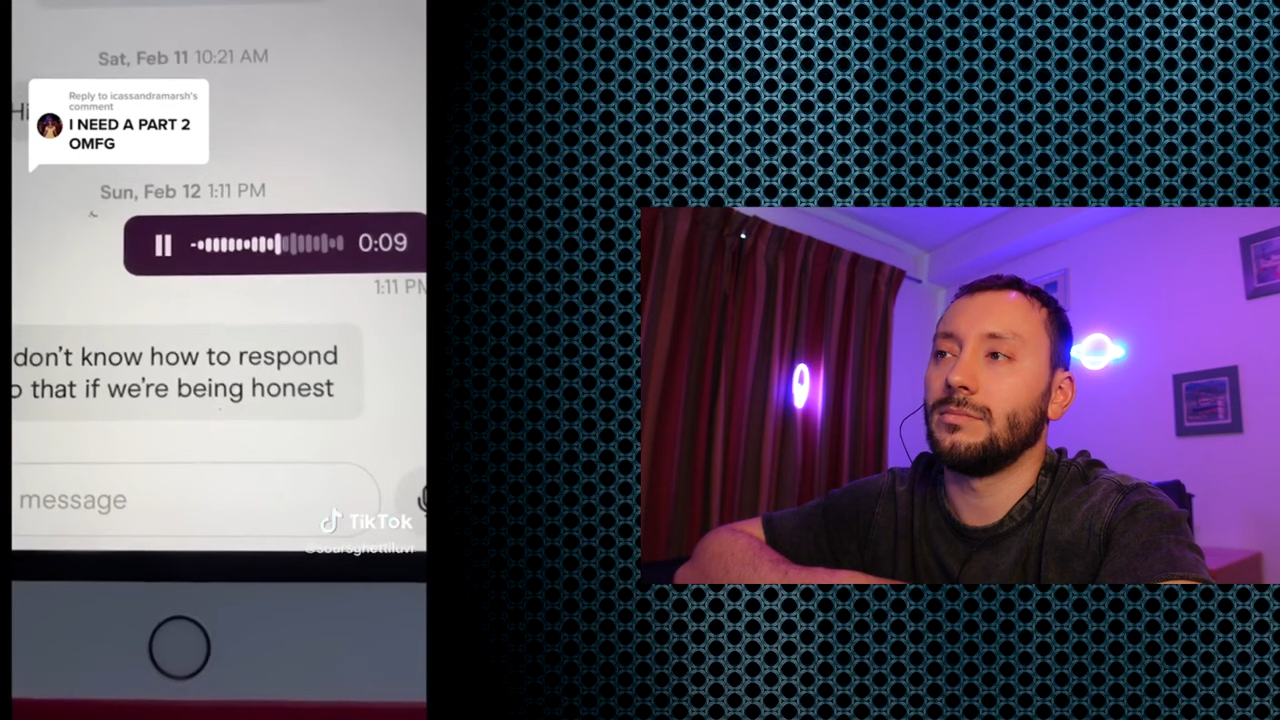 Sat, Feb 11 10:21 AM
Hi
Reply to icassandramarsh's
comment
I NEED A PART 2
OMFG
Sun, Feb 12 1:11 PM
0:09
1:11 PM
don't know how to respond
o that if we're being honest
message
TikTok